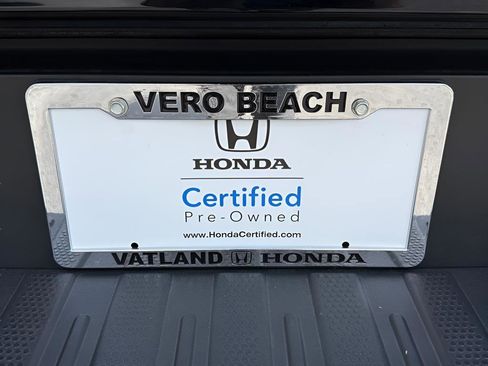 VERO BEACH
HONDA
Certified
Pre-Owned
www.HondaCertified.com
VATLAND HONDA